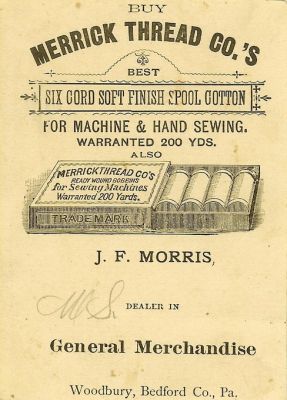 BUY
MERRICK THREAD CO.'S
BEST
SIX CORD SOFT FINISH SPOOL COTTON
FOR MACHINE & HAND SEWING.
WARRANTED 200 YDS.
ALSO
MERRICK THREAD CO'S
READY WOUND BOBBINS
for Sewing Machines
Warranted 200 Yards.
TRADE MARK
J. F. MORRIS,
DEALER IN
General Merchandise
Woodbury, Bedford Co., Pa.